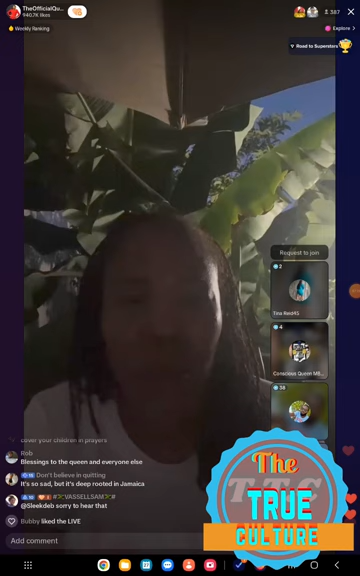 TheOfficialQu...
940.7K likes
387
Weekly Ranking
Explore >
Road to Superstars
Request to join
2
Tina Reid45
4
Conscious Queen MB...
38
cover your children in prayers
Rob
Blessings to the queen and everyone else
Don't believe in quitting
It's so sad, but it's deep rooted in Jamaica
#VASSELLSAM#
@Sleekdeb sorry to hear that
Bubby liked the LIVE
Add comment
The
T.T.C
TRUE
CULTURE